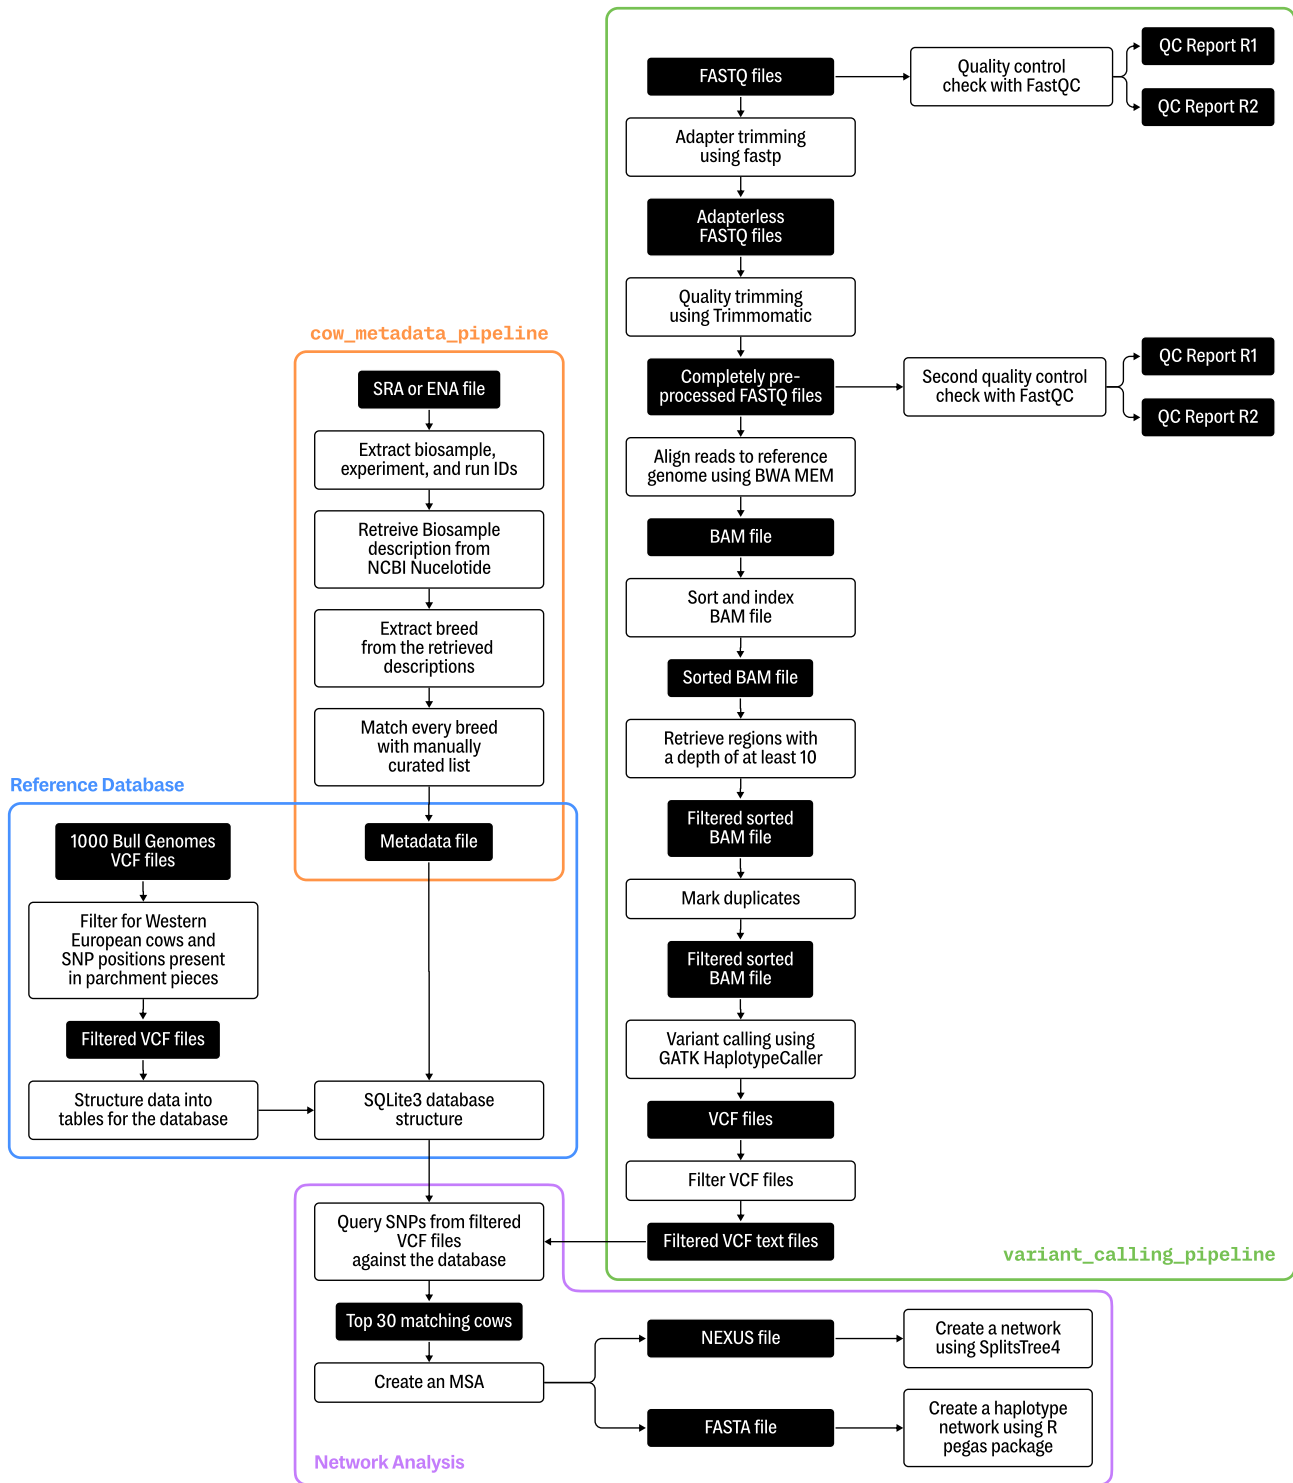 FASTQ files
Quality control
check with FastQC
QC Report R1
QC Report R2
Adapter trimming
using fastp
Adapterless
FASTQ files
Quality trimming
using Trimmomatic
Completely pre-
processed FASTQ files
Second quality control
check with FastQC
QC Report R1
QC Report R2
Align reads to reference
genome using BWA MEM
BAM file
Sort and index
BAM file
Sorted BAM file
Retrieve regions with
a depth of at least 10
Filtered sorted
BAM file
Mark duplicates
Filtered sorted
BAM file
Variant calling using
GATK HaplotypeCaller
VCF files
Filter VCF files
Filtered VCF text files
variant_calling_pipeline
cow_metadata_pipeline
SRA or ENA file
Extract biosample,
experiment, and run IDs
Retreive Biosample
description from
NCBI Nucelotide
Extract breed
from the retrieved
descriptions
Match every breed
with manually
curated list
Metadata file
Reference Database
1000 Bull Genomes
VCF files
Filter for Western
European cows and
SNP positions present
in parchment pieces
Filtered VCF files
Structure data into
tables for the database
SQLite3 database
structure
Query SNPs from filtered
VCF files
against the database
Top 30 matching cows
Create an MSA
NEXUS file
Create a network
using SplitsTree4
FASTA file
Create a haplotype
network using R
pegas package
Network Analysis